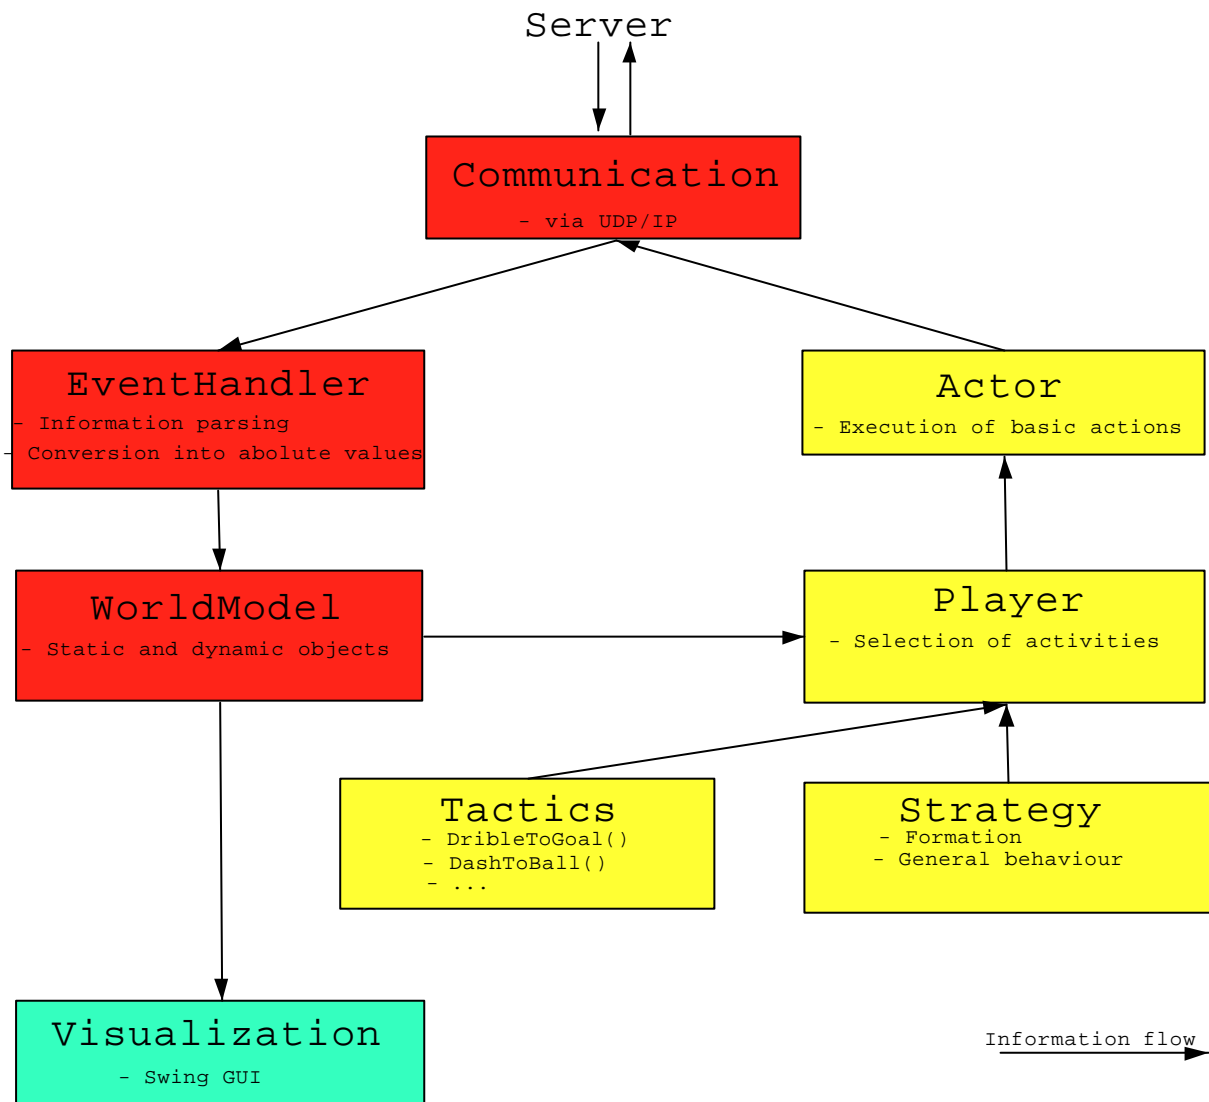 Server
Communication
- via UDP/IP
EventHandler
- Information parsing
- Conversion into abolute values
Actor
- Execution of basic actions
WorldModel
- Static and dynamic objects
Player
- Selection of activities
Tactics
- DribleToGoal()
- DashToBall()
- ...
Strategy
- Formation
- General behaviour
Visualization
- Swing GUI
Information flow